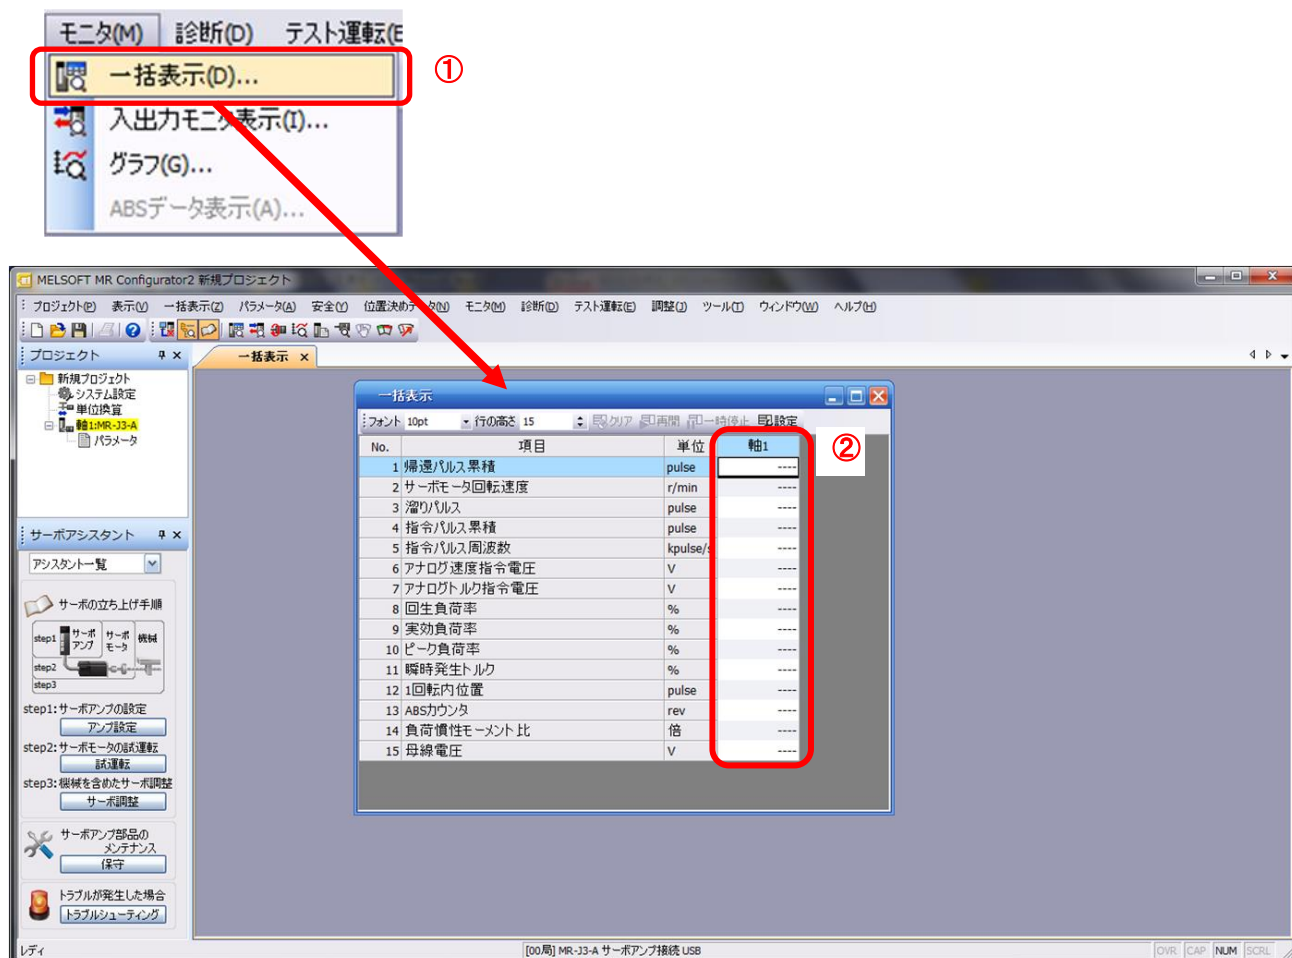 モニタ(M) 診断(D) テスト運転(E
一括表示(D)...
①
入出力モニタ表示(I)...
グラフ(G)...
ABSデータ表示(A)...
MELSOFT MR Configurator2 新規プロジェクト
プロジェクト(P) 表示(V) 一括表示(Z) パラメータ(A) 安全(Y) 位置決めデータ(N) モニタ(M) 診断(D) テスト運転(E) 調整(J) ツール(T) ウィンドウ(W) ヘルプ(H)
プロジェクト
一括表示
新規プロジェクト
システム設定
単位換算
軸1:MR-J3-A
パラメータ
一括表示
フォント 10pt 行の高さ 15 クリア 再開 一時停止 設定
No. 項目 単位 軸1
②
1 帰還パルス累積 pulse ----
2 サーボモータ回転速度 r/min ----
3 溜りパルス pulse ----
4 指令パルス累積 pulse ----
5 指令パルス周波数 kpulse/s ----
6 アナログ速度指令電圧 V ----
7 アナログトルク指令電圧 V ----
8 回生負荷率 % ----
9 実効負荷率 % ----
10 ピーク負荷率 % ----
11 瞬時発生トルク % ----
12 1回転内位置 pulse ----
13 ABSカウンタ rev ----
14 負荷慣性モーメント比 倍 ----
15 母線電圧 V ----
サーボアシスタント
アシスタント一覧
サーボの立ち上げ手順
step1 サーボアンプ サーボモータ 機械
step2
step3
step1:サーボアンプの設定
アンプ設定
step2:サーボモータの試運転
試運転
step3:機械を含めたサーボ調整
サーボ調整
サーボアンプ部品の
メンテナンス
保守
トラブルが発生した場合
トラブルシューティング
レディ [00局] MR-J3-A サーボアンプ接続 USB OVR CAP NUM SCRL